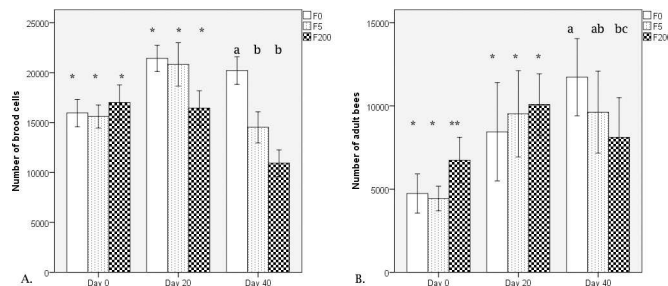 F0
F5
F200
Number of brood cells
25000
20000
15000
10000
5000
0
* * *
* * *
a b b
Day 0 Day 20 Day 40
A.
F0
F5
F200
Number of adult bees
15000
10000
5000
0
* * **
* * *
a ab bc
Day 0 Day 20 Day 40
B.